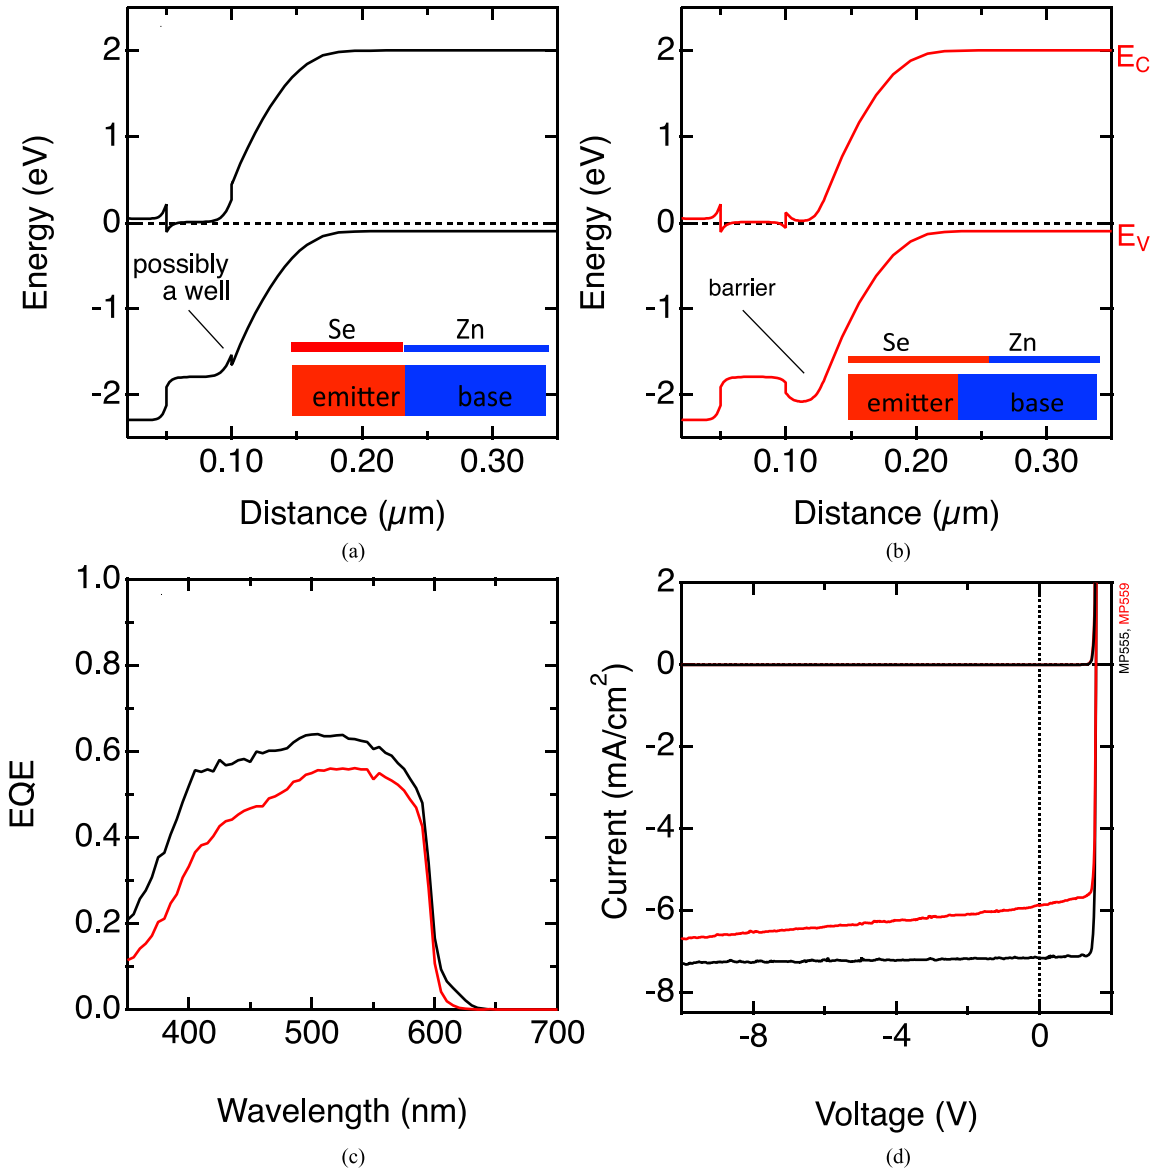 2
1
0
-1
-2
Energy (eV)
possibly
a well
Se
Zn
emitter
base
0.10
0.20
0.30
Distance (µm)
(a)
2
1
0
-1
-2
Energy (eV)
E_C
E_V
barrier
Se
Zn
emitter
base
0.10
0.20
0.30
Distance (µm)
(b)
1.0
0.8
0.6
0.4
0.2
0.0
EQE
400
500
600
700
Wavelength (nm)
(c)
2
0
-2
-4
-6
-8
Current (mA/cm²)
MP555, MP559
-8
-4
0
Voltage (V)
(d)